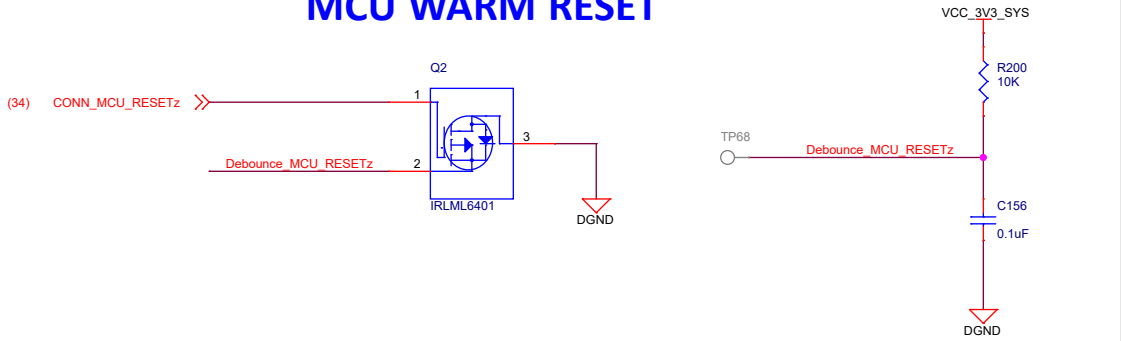 MCU WARM RESET
VCC_3V3_SYS
Q2
R200
10K
(34) CONN_MCU_RESETz
1
TP68
3
Debounce_MCU_RESETz
Debounce_MCU_RESETz
2
IRLML6401
C156
DGND
0.1uF
DGND